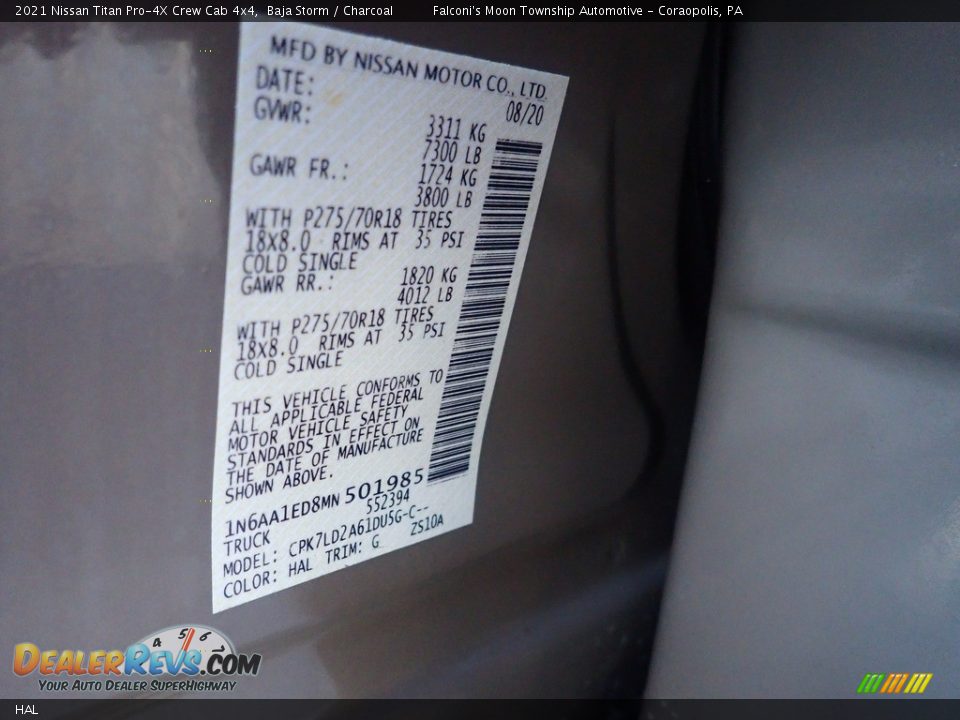 2021 Nissan Titan Pro-4X Crew Cab 4x4, Baja Storm / Charcoal Falconi's Moon Township Automotive - Coraopolis, PA
MFD BY NISSAN MOTOR CO., LTD
DATE: 08/20
GVWR: 3311 KG
7300 LB
GAWR FR.: 1724 KG
3800 LB
WITH P275/70R18 TIRES
18X8.0 RIMS AT 35 PSI
COLD SINGLE
GAWR RR.: 1820 KG
4012 LB
WITH P275/70R18 TIRES
18X8.0 RIMS AT 35 PSI
COLD SINGLE
THIS VEHICLE CONFORMS TO
ALL APPLICABLE FEDERAL
MOTOR VEHICLE SAFETY
STANDARDS IN EFFECT ON
THE DATE OF MANUFACTURE
SHOWN ABOVE.
1N6AA1ED8MN 501985
TRUCK 552394
MODEL: CPK7LD2A61DU5G-C--
COLOR: HAL TRIM: G ZS10A
4 5 6
DEALERREVS.COM
YOUR AUTO DEALER SUPERHIGHWAY
HAL